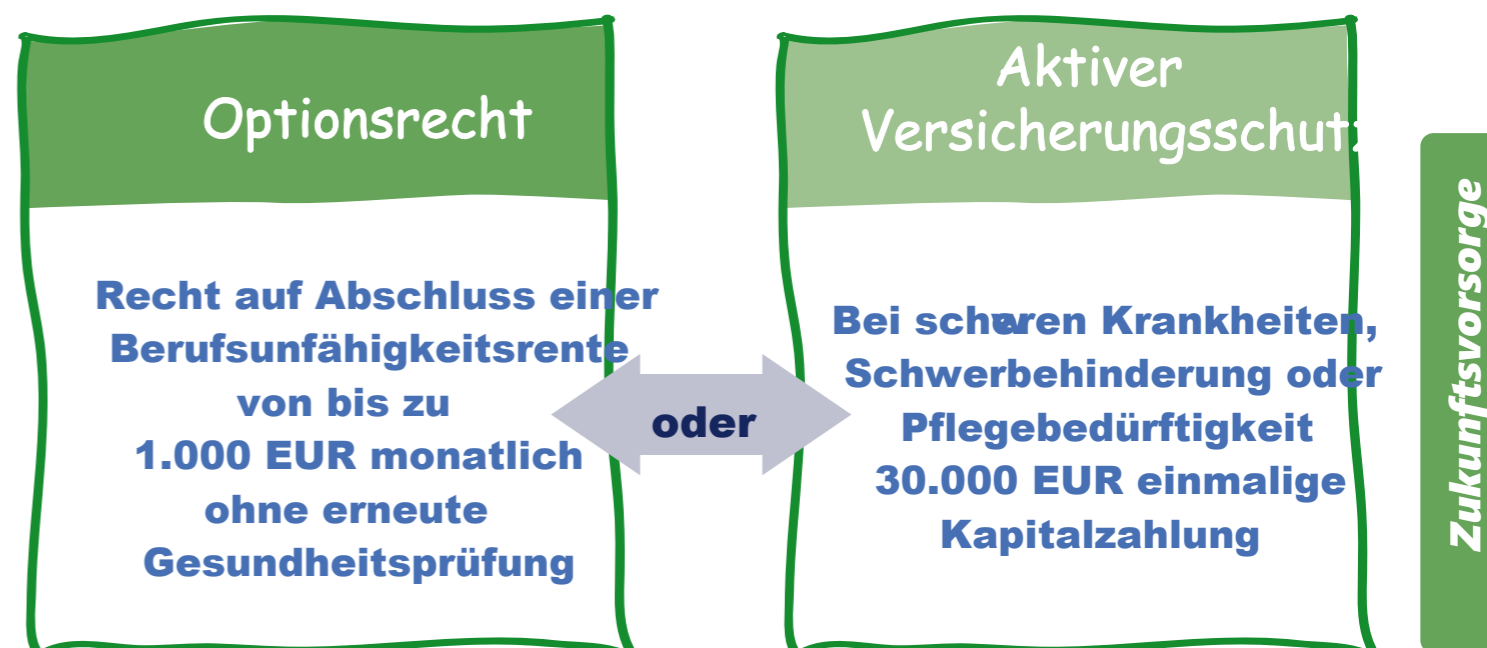 Optionsrecht
Recht auf Abschluss einer
Berufsunfähigkeitsrente
von bis zu
1.000 EUR monatlich
ohne erneute
Gesundheitsprüfung
oder
Aktiver
Versicherungsschutz
Bei schweren Krankheiten,
Schwerbehinderung oder
Pflegebedürftigkeit
30.000 EUR einmalige
Kapitalzahlung
Zukunftsvorsorge